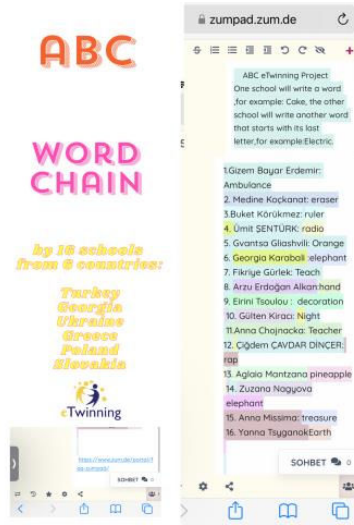 ABC
WORD
CHAIN
by 16 schools
from 6 countries:
Turkey
Georgia
Ukraine
Greece
Poland
Slovakia
eTwinning
SOHBET 0
zumpad.zum.de
ABC eTwinning Project
One school will write a word
,for example: Cake, the other
school will write another word
that starts with its last
letter,for example:Electric.
1.Gizem Bayar Erdemir:
Ambulance
2. Medine Koçkanat: eraser
3.Buket Körükmez: ruler
4. Ümit ŞENTÜRK: radio
5. Gvantsa Gliashvili: Orange
6. Georgia Karabali :elephant
7. Fikriye Gürlek: Teach
8. Arzu Erdoğan Alkan:hand
9. Eirini Tsoulou : decoration
10. Gülten Kiracı: Night
11.Anna Chojnacka: Teacher
12. Çiğdem ÇAVDAR DİNÇER:
rap
13. Aglaia Mantzana pineapple
14. Zuzana Nagyova
elephant
15. Anna Missima: treasure
16. Yanna TsyganokEarth
SOHBET 0